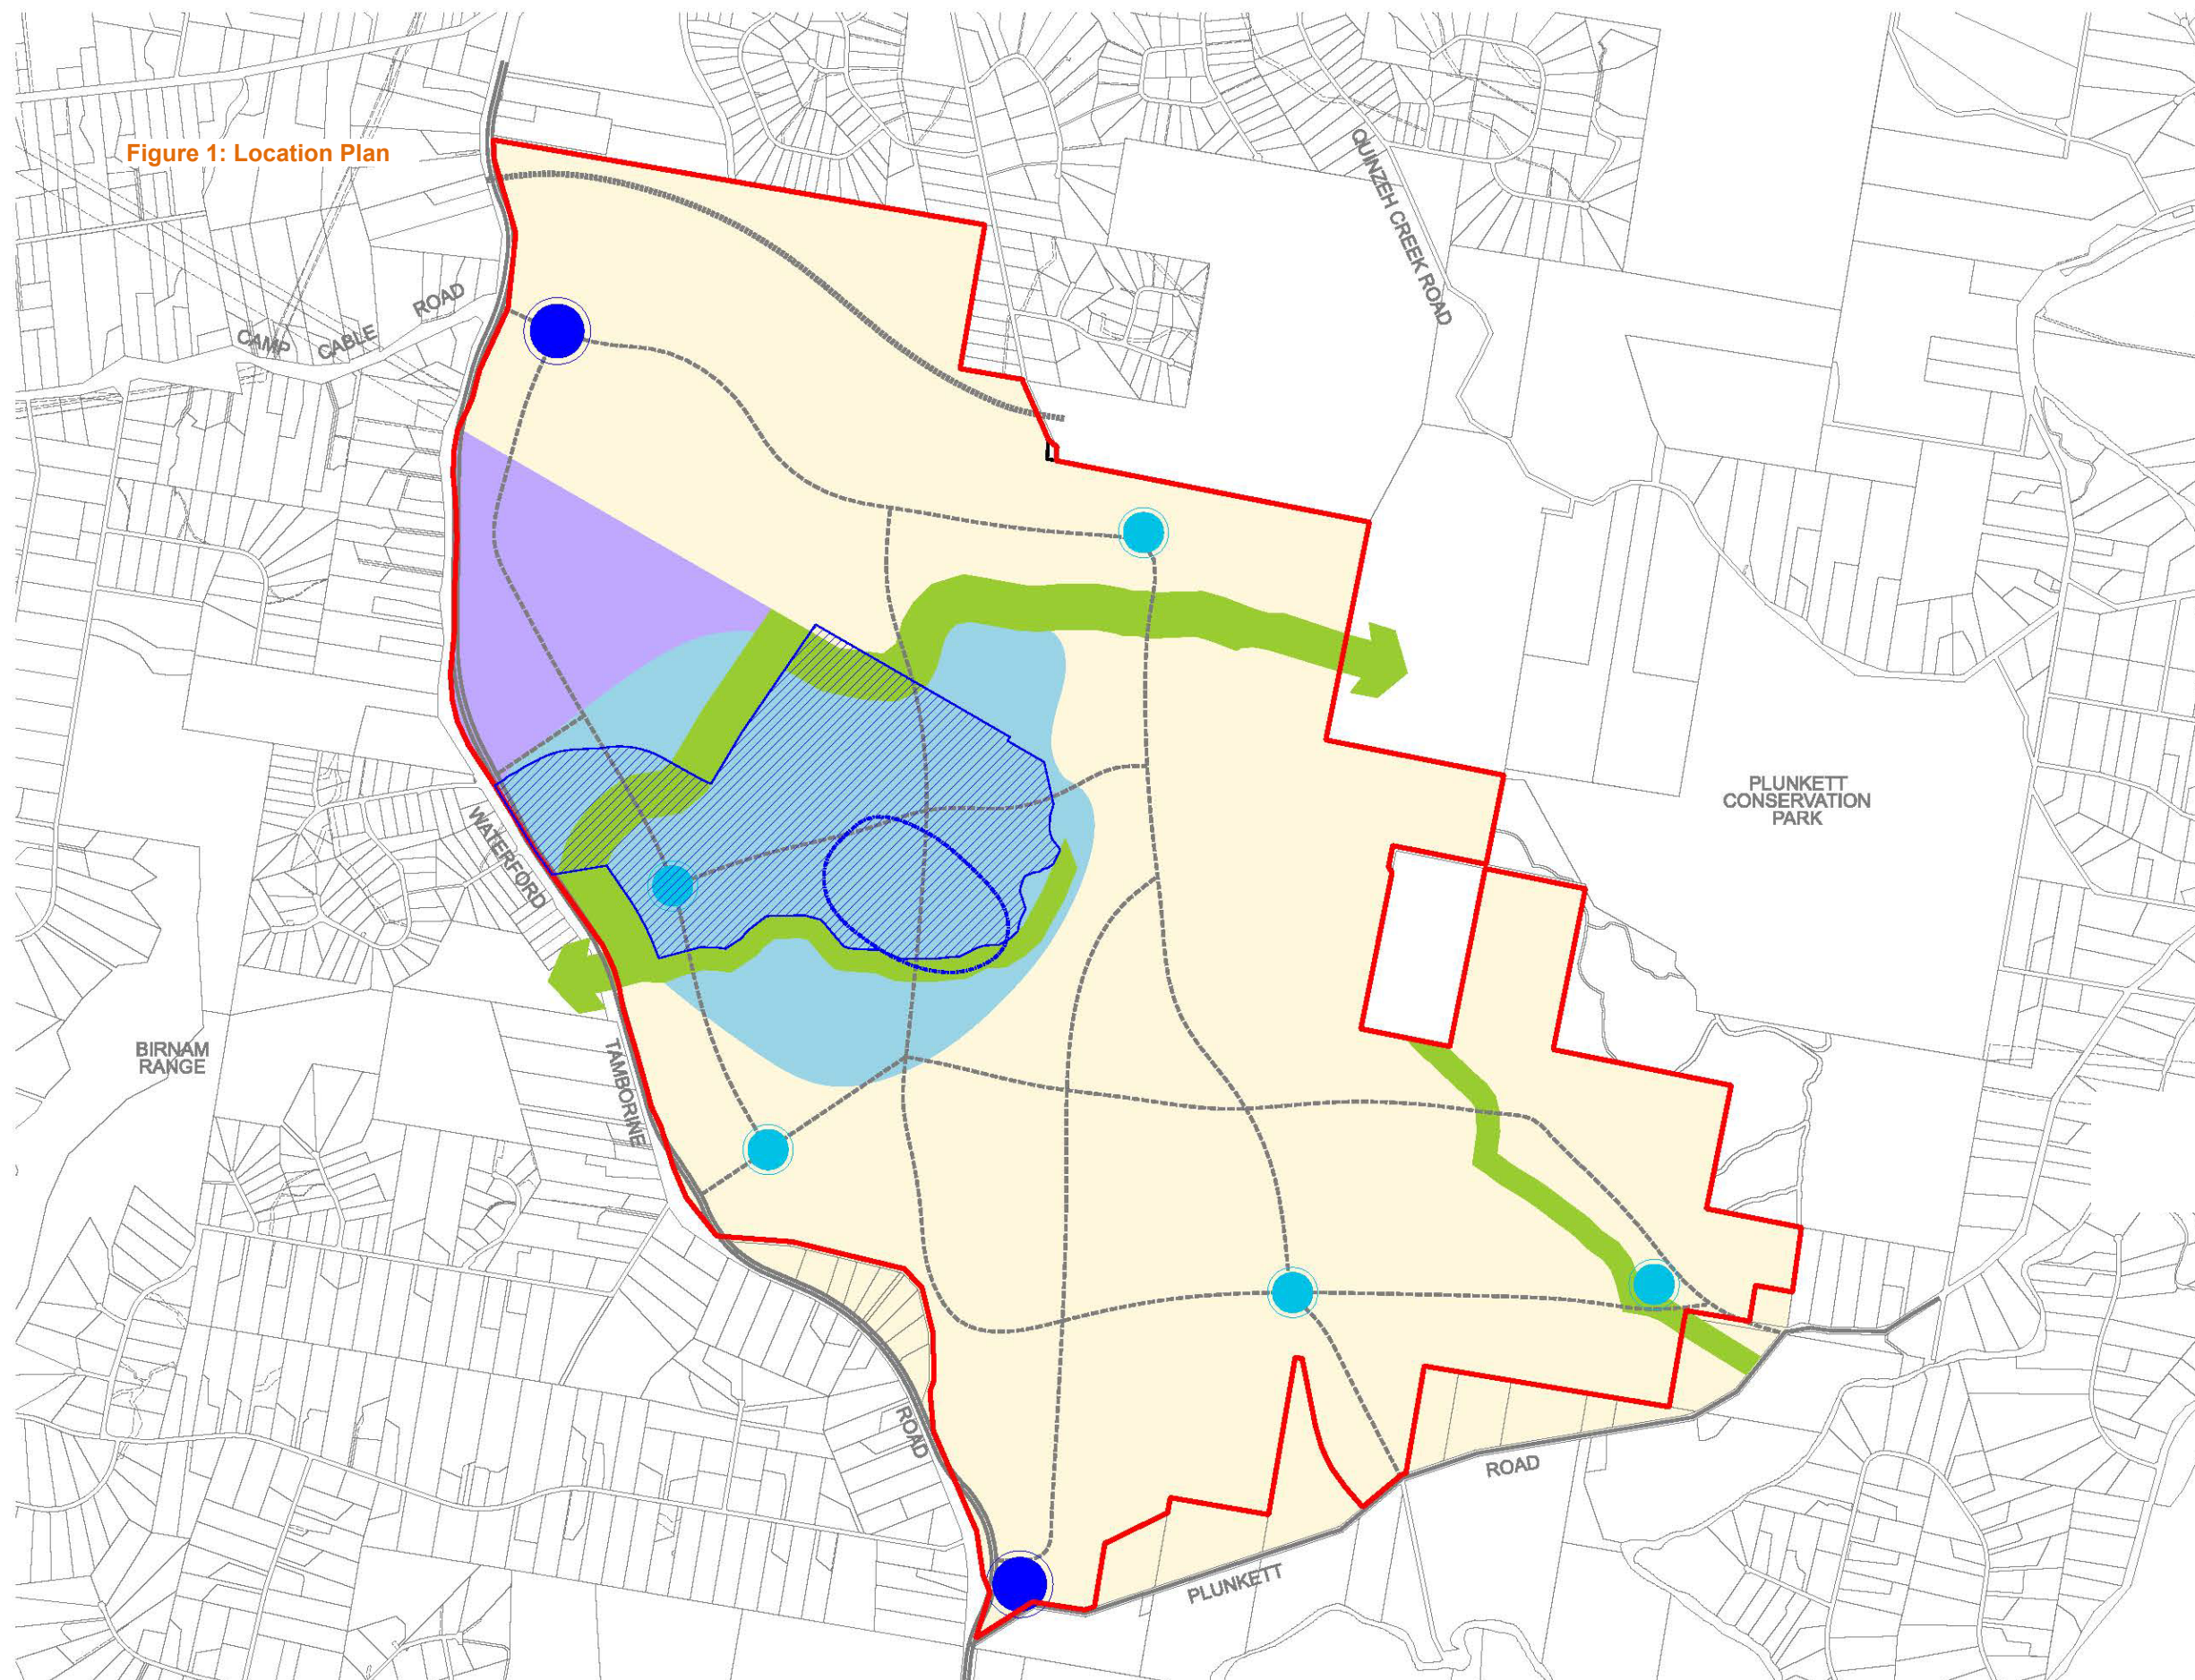 Figure 1: Location Plan
QUINZEH CREEK ROAD
CAMP CABLE ROAD
PLUNKETT
CONSERVATION
PARK
WATERFORD
TAMBORINE
ROAD
BIRNAM
RANGE
PLUNKETT
ROAD